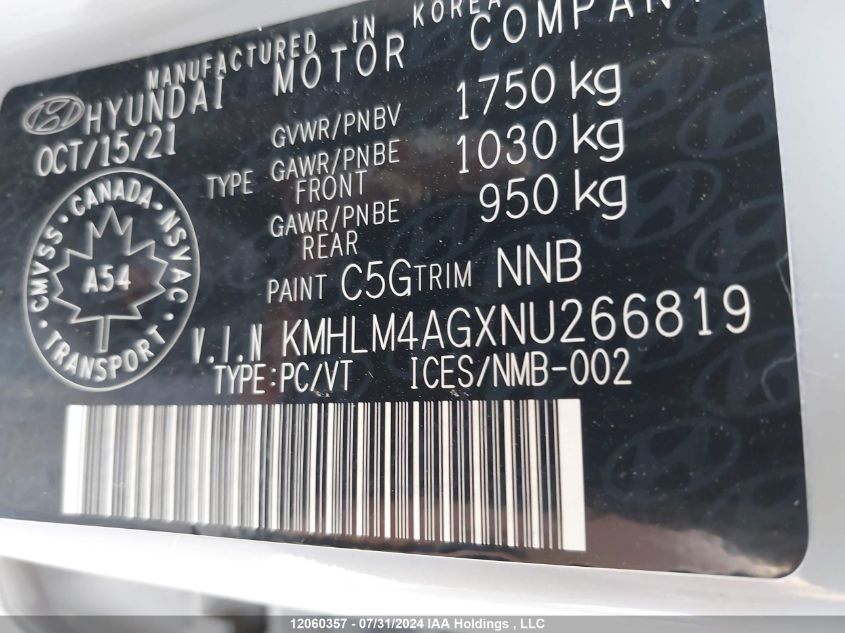 MANUFACTURED IN KOREA
HYUNDAI MOTOR COMPANY
OCT/15/21
GVWR/PNBV 1750 kg
TYPE GAWR/PNBE FRONT 1030 kg
GAWR/PNBE REAR 950 kg
PAINT C5G TRIM NNB
V.I.N KMHLM4AGXNU266819
TYPE:PC/VT ICES/NMB-002
CMVSS · CANADA · NSVAC · TRANSPORT ·
A54
12060357 - 07/31/2024 IAA Holdings , LLC